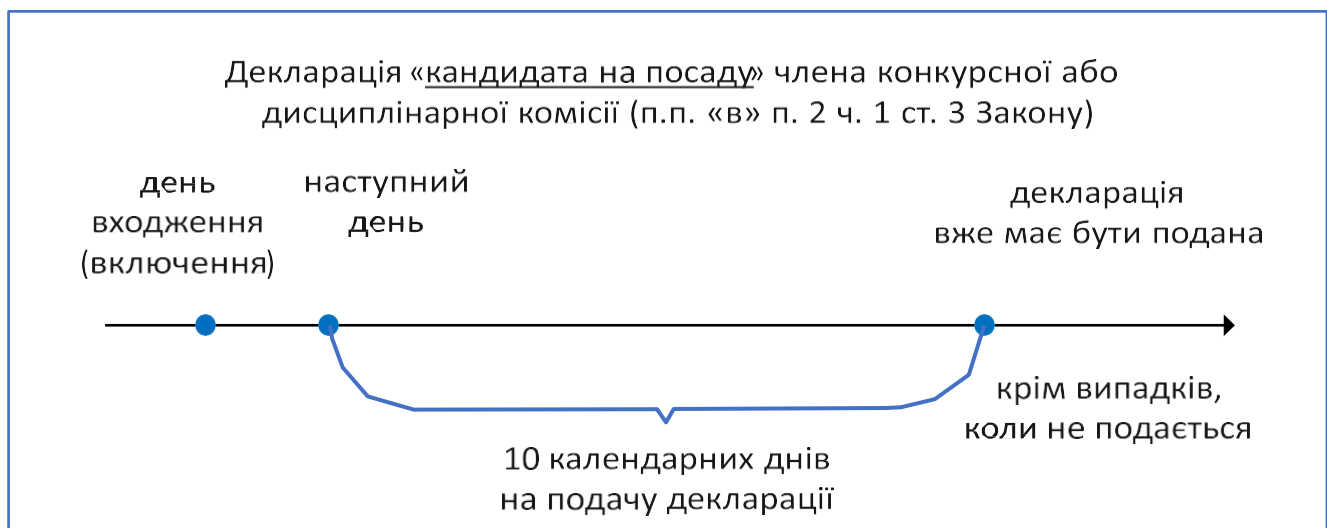 Декларація «кандидата на посаду» члена конкурсної або
дисциплінарної комісії (п.п. «в» п. 2 ч. 1 ст. 3 Закону)
день
входження
(включення)
наступний
день
декларація
вже має бути подана
крім випадків,
коли не подається
10 календарних днів
на подачу декларації